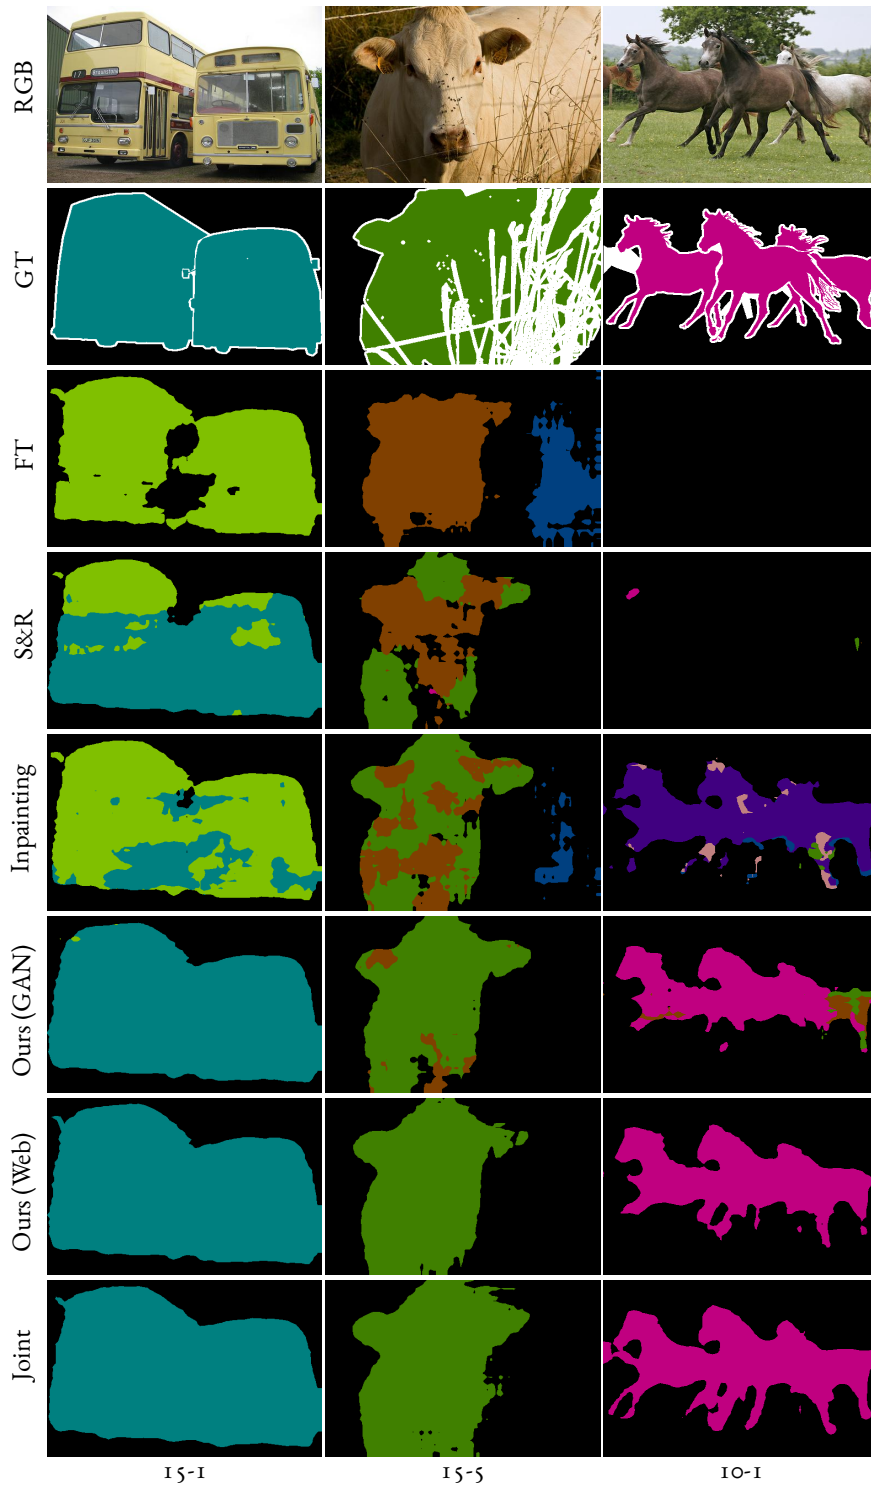 RGB
GT
FT
S&R
Inpainting
Ours (GAN)
Ours (Web)
Joint
15-1
15-5
10-1